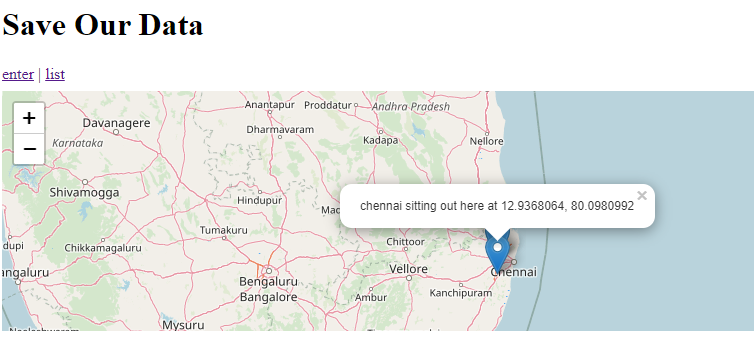 Save Our Data
enter | list
+
−
Anantapur
Proddatur
Andhra Pradesh
Davanagere
Dharmavaram
Karnataka
Kadapa
Nellore
Shivamogga
Hindupur
Mad
chennai sitting out here at 12.9368064, 80.0980992
×
Tumakuru
dupi
Chikkamagaluru
Chittoor
angaluru
Bengaluru
Bangalore
Vellore
Chennai
Ambur
Kanchipuram
Mysuru